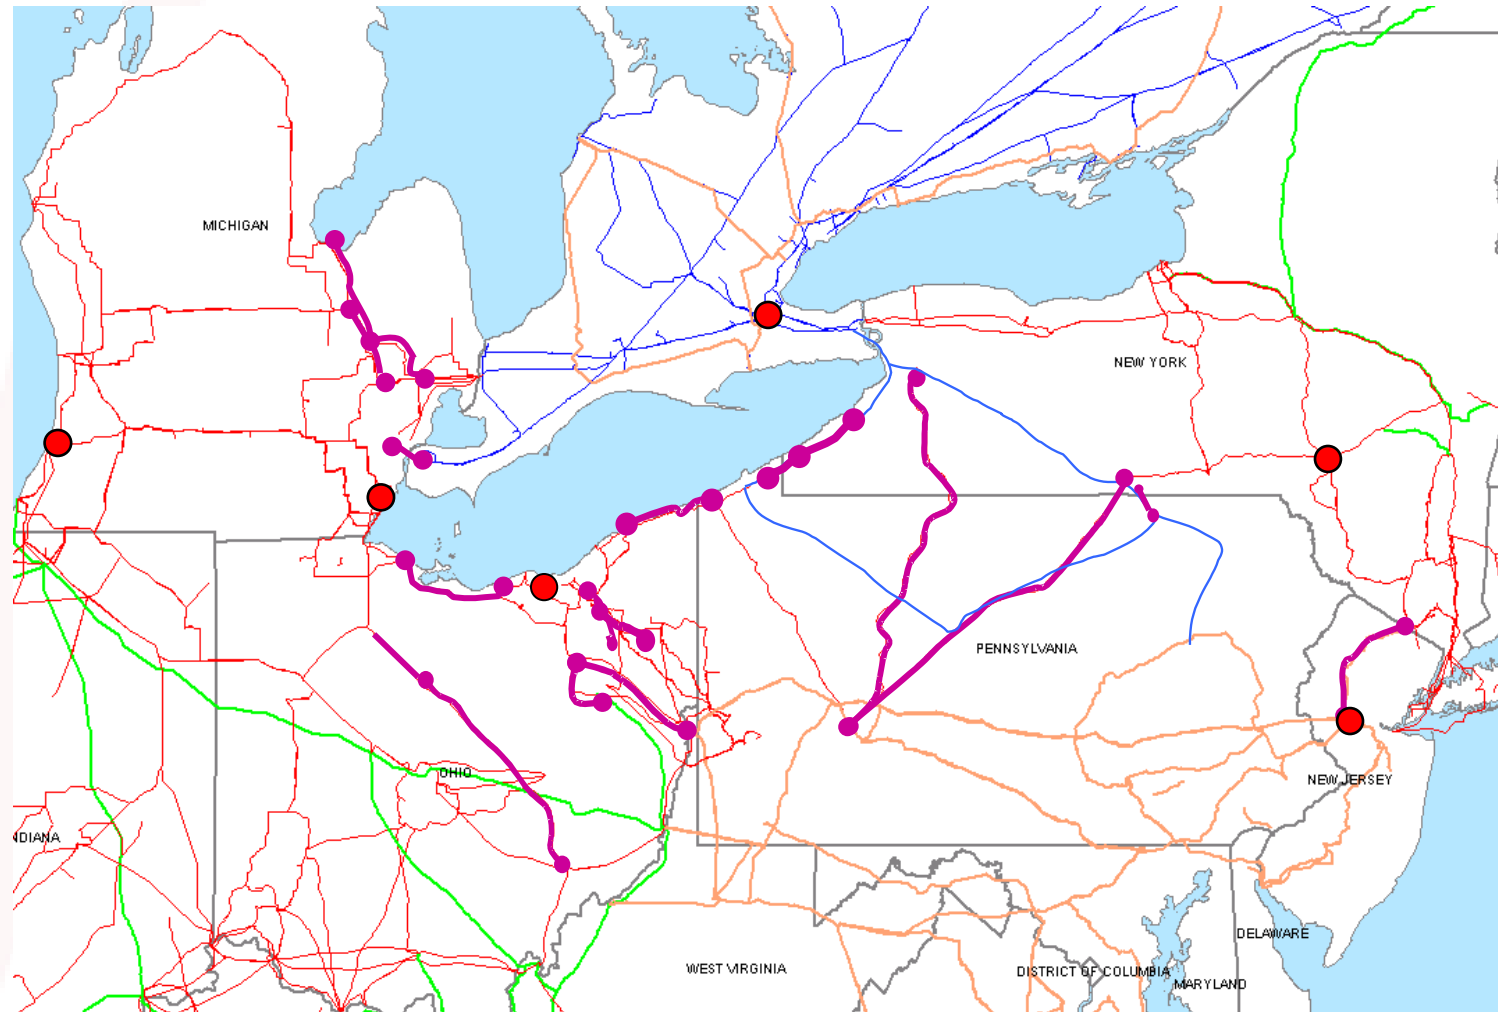 MICHIGAN
NEW YORK
PENNSYLVANIA
OHIO
NEW JERSEY
NDIANA
DELAWARE
WEST VIRGINIA
DISTRICT OF COLUMBIA
MARYLAND